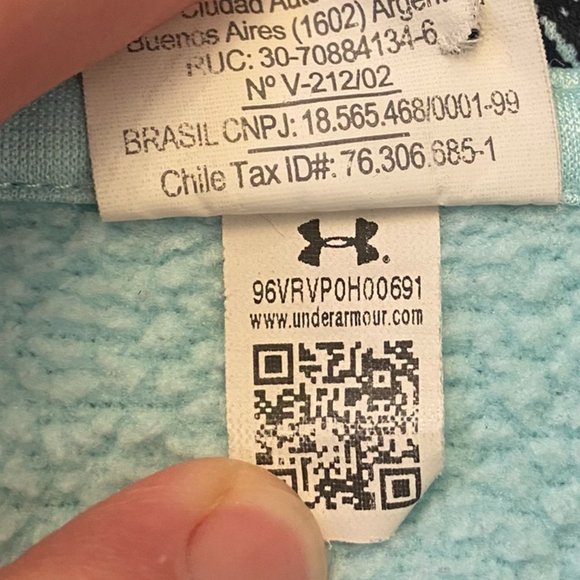 Ciudad
Buenos Aires (1602)
RUC: 30-70884134-6
Nº V-212/02
BRASIL CNPJ: 18.565.468/0001-99
Chile Tax ID#: 76.306.685-1
96VRVP0H00691
www.underarmour.com